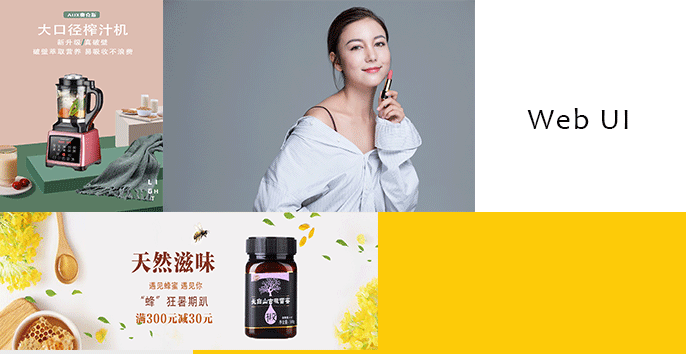 大口径榨汁机
新升级/真破壁
破壁萃取营养 易吸收不浪费
LIGH
Web UI
天然滋味
遇见蜂蜜 遇见你
“蜂”狂暑期趴
满300元减30元